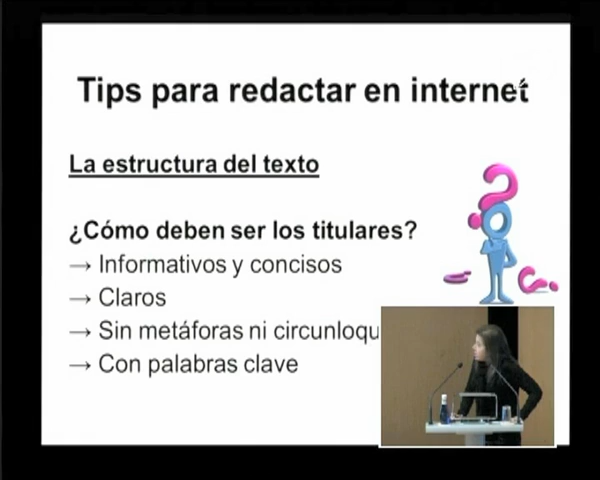 Tips para redactar en internet
La estructura del texto
¿Cómo deben ser los titulares?
→ Informativos y concisos
→ Claros
→ Sin metáforas ni circunloqu
→ Con palabras clave